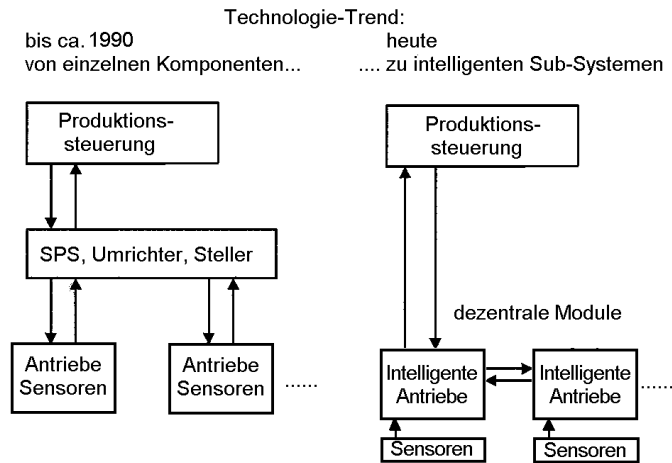 Technologie-Trend:
bis ca. 1990
von einzelnen Komponenten...
Produktions-
steuerung
SPS, Umrichter, Steller
Antriebe
Sensoren
Antriebe
Sensoren
......
heute
.... zu intelligenten Sub-Systemen
Produktions-
steuerung
dezentrale Module
Intelligente
Antriebe
Intelligente
Antriebe
......
Sensoren
Sensoren